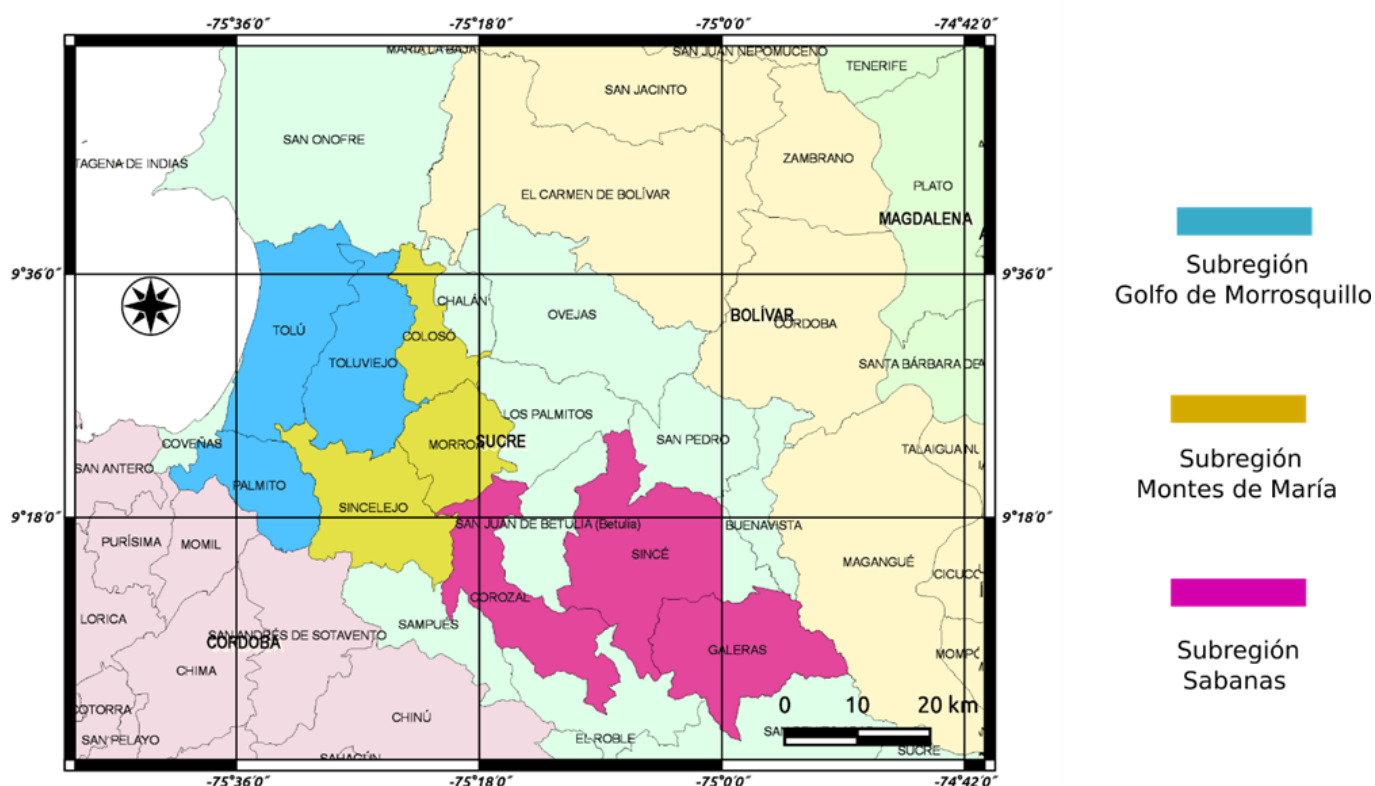 -75°36´0˝ -75°18´0˝ -75°0´0˝ -74°42´0˝
MARIA LA BAJA
SAN JUAN NEPOMUCENO
TENERIFE
SAN JACINTO
SAN ONOFRE
TAGENA DE INDIAS
ZAMBRANO
EL CARMEN DE BOLÍVAR
PLATO
MAGDALENA
9°36´0˝ 9°36´0˝
CHALÁN
OVEJAS
BOLÍVAR
CÓRDOBA
TOLÚ
COLOSÓ
TOLUVIEJO
SANTA BÁRBARA DE
LOS PALMITOS
COVEÑAS
MORRO
SUCRE
SAN PEDRO
TALAIGUA NU
SAN ANTERO
PALMITO
SINCELEJO
9°18´0˝ 9°18´0˝
SAN JUAN DE BETULIA (Betulia)
BUENAVISTA
PURÍSIMA
MOMIL
SINCÉ
MAGANGUÉ
CICUCO
COROZAL
LORICA
SAMPUÉS
SAN ANDRÉS DE SOTAVENTO
CÓRDOBA
GALERAS
MOMPÓ
CHIMA
COTORRA
CHINÚ
0 10 20 km
SAN PELAYO
EL ROBLE
SAN
SUCRE
SAHAGÚN
-75°36´0˝ -75°18´0˝ -75°0´0˝ -74°42´0˝
Subregión
Golfo de Morrosquillo
Subregión
Montes de María
Subregión
Sabanas